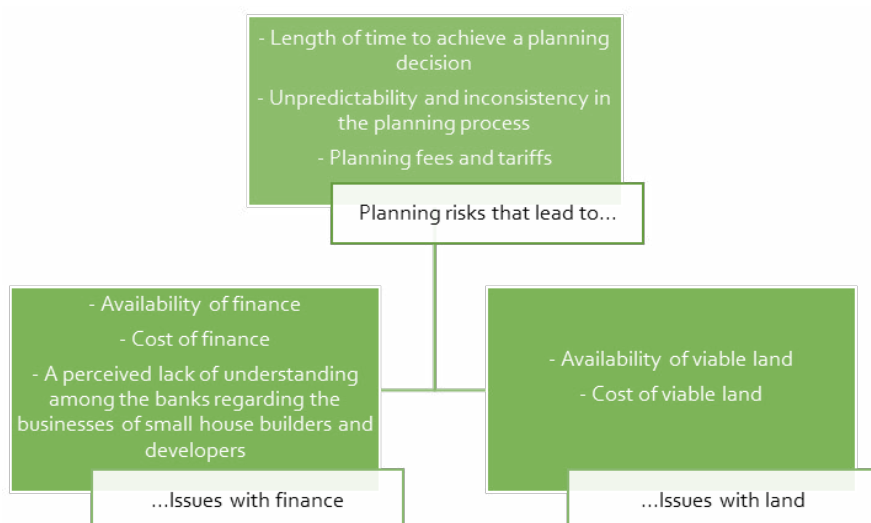 - Length of time to achieve a planning
decision
- Unpredictability and inconsistency in
the planning process
- Planning fees and tariffs
Planning risks that lead to...
- Availability of finance
- Cost of finance
- A perceived lack of understanding
among the banks regarding the
businesses of small house builders and
developers
...Issues with finance
- Availability of viable land
- Cost of viable land
...Issues with land